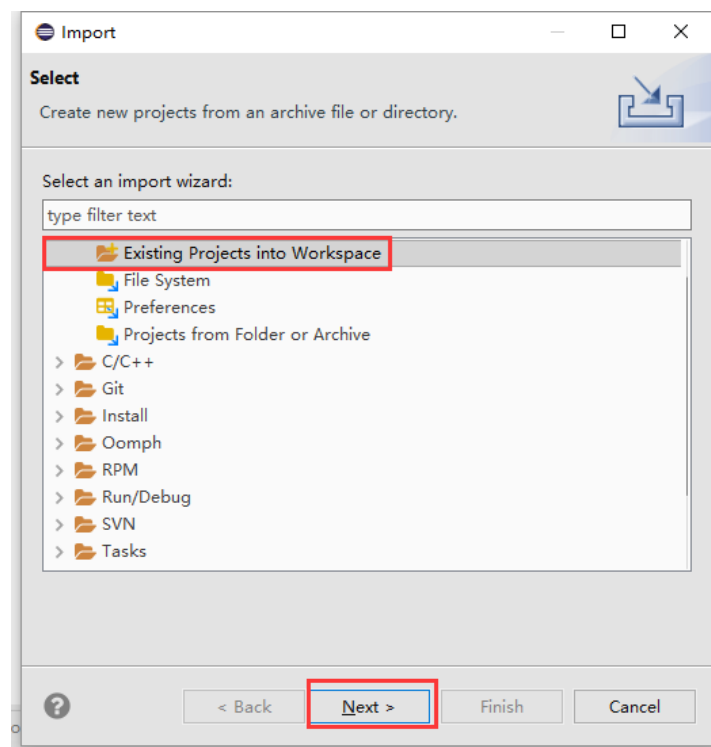 Import
Select
Create new projects from an archive file or directory.
Select an import wizard:
type filter text
Existing Projects into Workspace
File System
Preferences
Projects from Folder or Archive
C/C++
Git
Install
Oomph
RPM
Run/Debug
SVN
Tasks
< Back Next > Finish Cancel